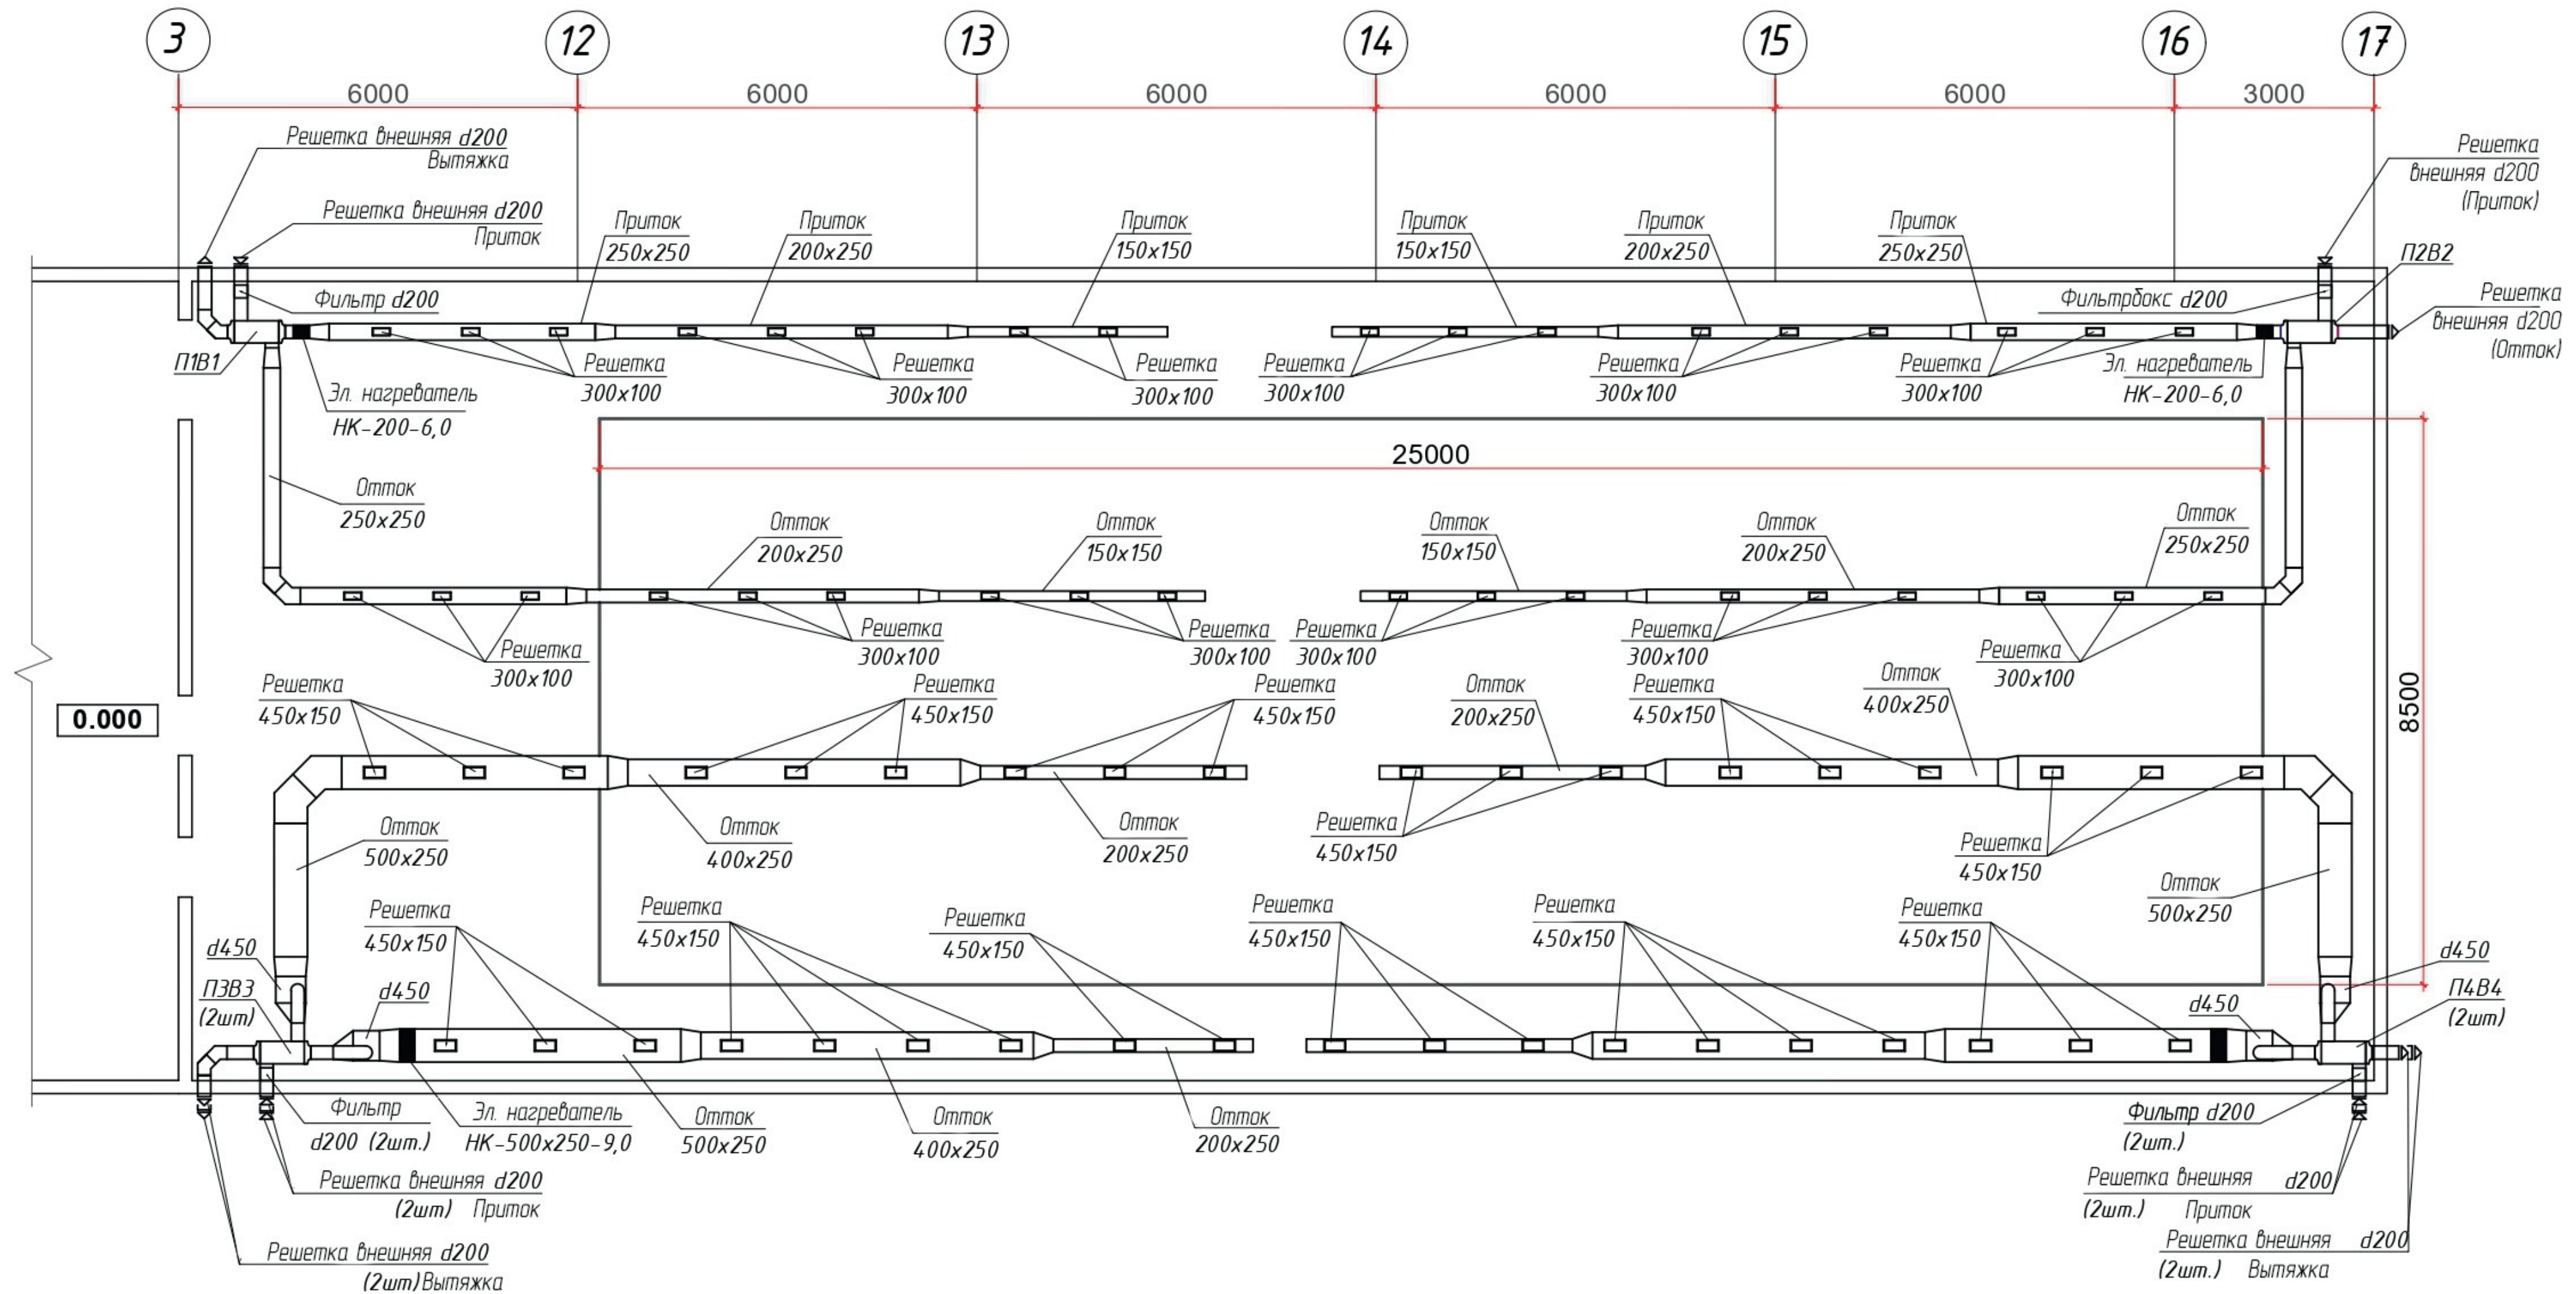 3
12
13
14
15
16
17
6000
6000
6000
6000
6000
3000
Решетка внешняя d200
Вытяжка
Решетка внешняя d200
Приток
Приток
250x250
Приток
200x250
Приток
150x150
Приток
150x150
Приток
200x250
Приток
250x250
Решетка
внешняя d200
(Приток)
П2В2
Фильтр d200
Фильтрбокс d200
Решетка
внешняя d200
(Отток)
П1В1
Эл. нагреватель
НК-200-6,0
Решетка
300x100
Решетка
300x100
Решетка
300x100
Решетка
300x100
Решетка
300x100
Решетка
300x100
Эл. нагреватель
НК-200-6,0
25000
Отток
250x250
Отток
200x250
Отток
150x150
Отток
150x150
Отток
200x250
Отток
250x250
Решетка
300x100
Решетка
300x100
Решетка
300x100
Решетка
300x100
Решетка
300x100
Решетка
300x100
0.000
Решетка
450x150
Решетка
450x150
Решетка
450x150
Отток
200x250
Решетка
450x150
Отток
400x250
8500
Отток
500x250
Отток
400x250
Отток
200x250
Решетка
450x150
Решетка
450x150
Отток
500x250
d450
П3В3
(2шт)
d450
Решетка
450x150
Решетка
450x150
Решетка
450x150
Решетка
450x150
Решетка
450x150
Решетка
450x150
d450
d450
П4В4
(2шт)
Фильтр
d200 (2шт.)
Эл. нагреватель
НК-500x250-9,0
Отток
500x250
Отток
400x250
Отток
200x250
Фильтр d200
(2шт.)
Решетка внешняя d200
(2шт) Приток
Решетка внешняя d200
(2шт) Вытяжка
Решетка внешняя d200
(2шт.) Приток
Решетка внешняя d200
(2шт.) Вытяжка